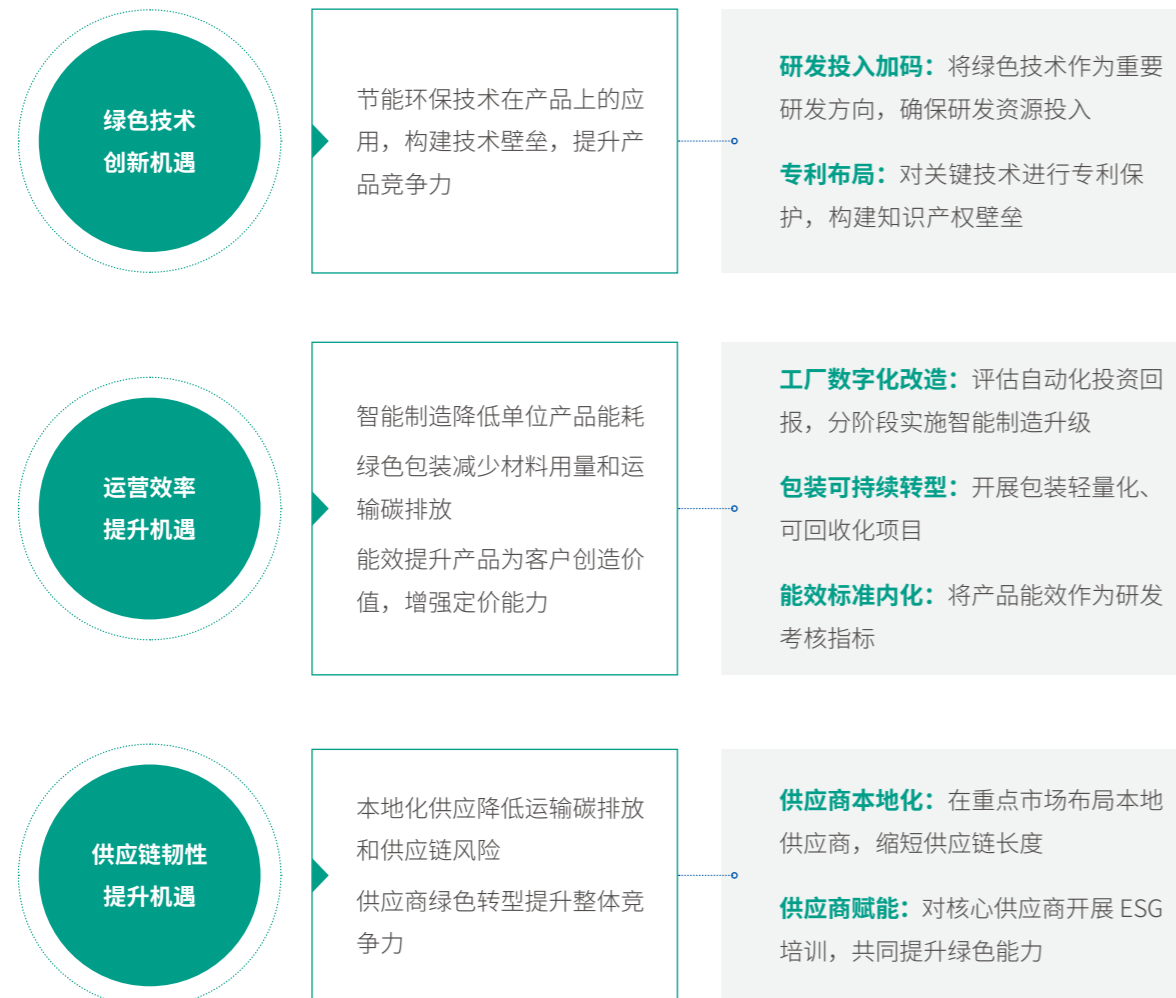 绿色技术
创新机遇
节能环保技术在产品上的应
用，构建技术壁垒，提升产
品竞争力
研发投入加码：将绿色技术作为重要
研发方向，确保研发资源投入
专利布局：对关键技术进行专利保
护，构建知识产权壁垒
运营效率
提升机遇
智能制造降低单位产品能耗
绿色包装减少材料用量和运
输碳排放
能效提升产品为客户创造价
值，增强定价能力
工厂数字化改造：评估自动化投资回
报，分阶段实施智能制造升级
包装可持续转型：开展包装轻量化、
可回收化项目
能效标准内化：将产品能效作为研发
考核指标
供应链韧性
提升机遇
本地化供应降低运输碳排放
和供应链风险
供应商绿色转型提升整体竞
争力
供应商本地化：在重点市场布局本地
供应商，缩短供应链长度
供应商赋能：对核心供应商开展 ESG
培训，共同提升绿色能力